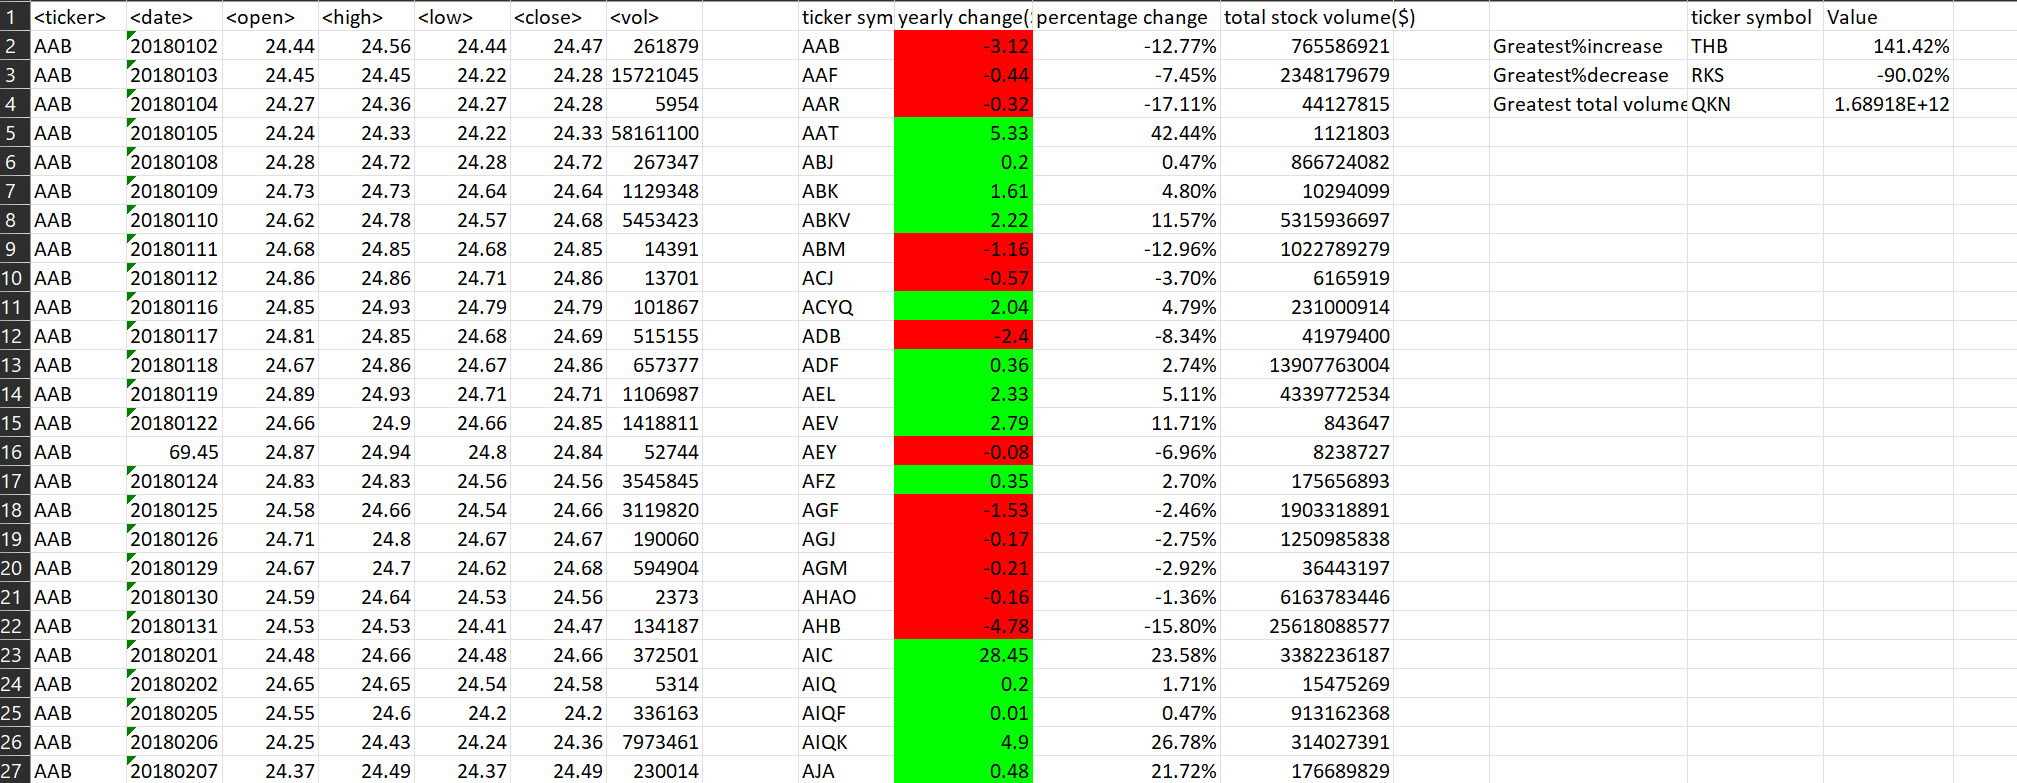 1 <ticker> <date> <open> <high> <low> <close> <vol> ticker sym yearly change($ percentage change total stock volume($) ticker symbol Value
2 AAB 20180102 24.44 24.56 24.44 24.47 261879 AAB -3.12 -12.77% 765586921 Greatest%increase THB 141.42%
3 AAB 20180103 24.45 24.45 24.22 24.28 15721045 AAF -0.44 -7.45% 2348179679 Greatest%decrease RKS -90.02%
4 AAB 20180104 24.27 24.36 24.27 24.28 5954 AAR -0.32 -17.11% 44127815 Greatest total volume QKN 1.68918E+12
5 AAB 20180105 24.24 24.33 24.22 24.33 58161100 AAT 5.33 42.44% 1121803
6 AAB 20180108 24.28 24.72 24.28 24.72 267347 ABJ 0.2 0.47% 866724082
7 AAB 20180109 24.73 24.73 24.64 24.64 1129348 ABK 1.61 4.80% 10294099
8 AAB 20180110 24.62 24.78 24.57 24.68 5453423 ABKV 2.22 11.57% 5315936697
9 AAB 20180111 24.68 24.85 24.68 24.85 14391 ABM -1.16 -12.96% 1022789279
10 AAB 20180112 24.86 24.86 24.71 24.86 13701 ACJ -0.57 -3.70% 6165919
11 AAB 20180116 24.85 24.93 24.79 24.79 101867 ACYQ 2.04 4.79% 231000914
12 AAB 20180117 24.81 24.85 24.68 24.69 515155 ADB -2.4 -8.34% 41979400
13 AAB 20180118 24.67 24.86 24.67 24.86 657377 ADF 0.36 2.74% 13907763004
14 AAB 20180119 24.89 24.93 24.71 24.71 1106987 AEL 2.33 5.11% 4339772534
15 AAB 20180122 24.66 24.9 24.66 24.85 1418811 AEV 2.79 11.71% 843647
16 AAB 69.45 24.87 24.94 24.8 24.84 52744 AEY -0.08 -6.96% 8238727
17 AAB 20180124 24.83 24.83 24.56 24.56 3545845 AFZ 0.35 2.70% 175656893
18 AAB 20180125 24.58 24.66 24.54 24.66 3119820 AGF -1.53 -2.46% 1903318891
19 AAB 20180126 24.71 24.8 24.67 24.67 190060 AGJ -0.17 -2.75% 1250985838
20 AAB 20180129 24.67 24.7 24.62 24.68 594904 AGM -0.21 -2.92% 36443197
21 AAB 20180130 24.59 24.64 24.53 24.56 2373 AHAO -0.16 -1.36% 6163783446
22 AAB 20180131 24.53 24.53 24.41 24.47 134187 AHB -4.78 -15.80% 25618088577
23 AAB 20180201 24.48 24.66 24.48 24.66 372501 AIC 28.45 23.58% 3382236187
24 AAB 20180202 24.65 24.65 24.54 24.58 5314 AIQ 0.2 1.71% 15475269
25 AAB 20180205 24.55 24.6 24.2 24.2 336163 AIQF 0.01 0.47% 913162368
26 AAB 20180206 24.25 24.43 24.24 24.36 7973461 AIQK 4.9 26.78% 314027391
27 AAB 20180207 24.37 24.49 24.37 24.49 230014 AJA 0.48 21.72% 176689829